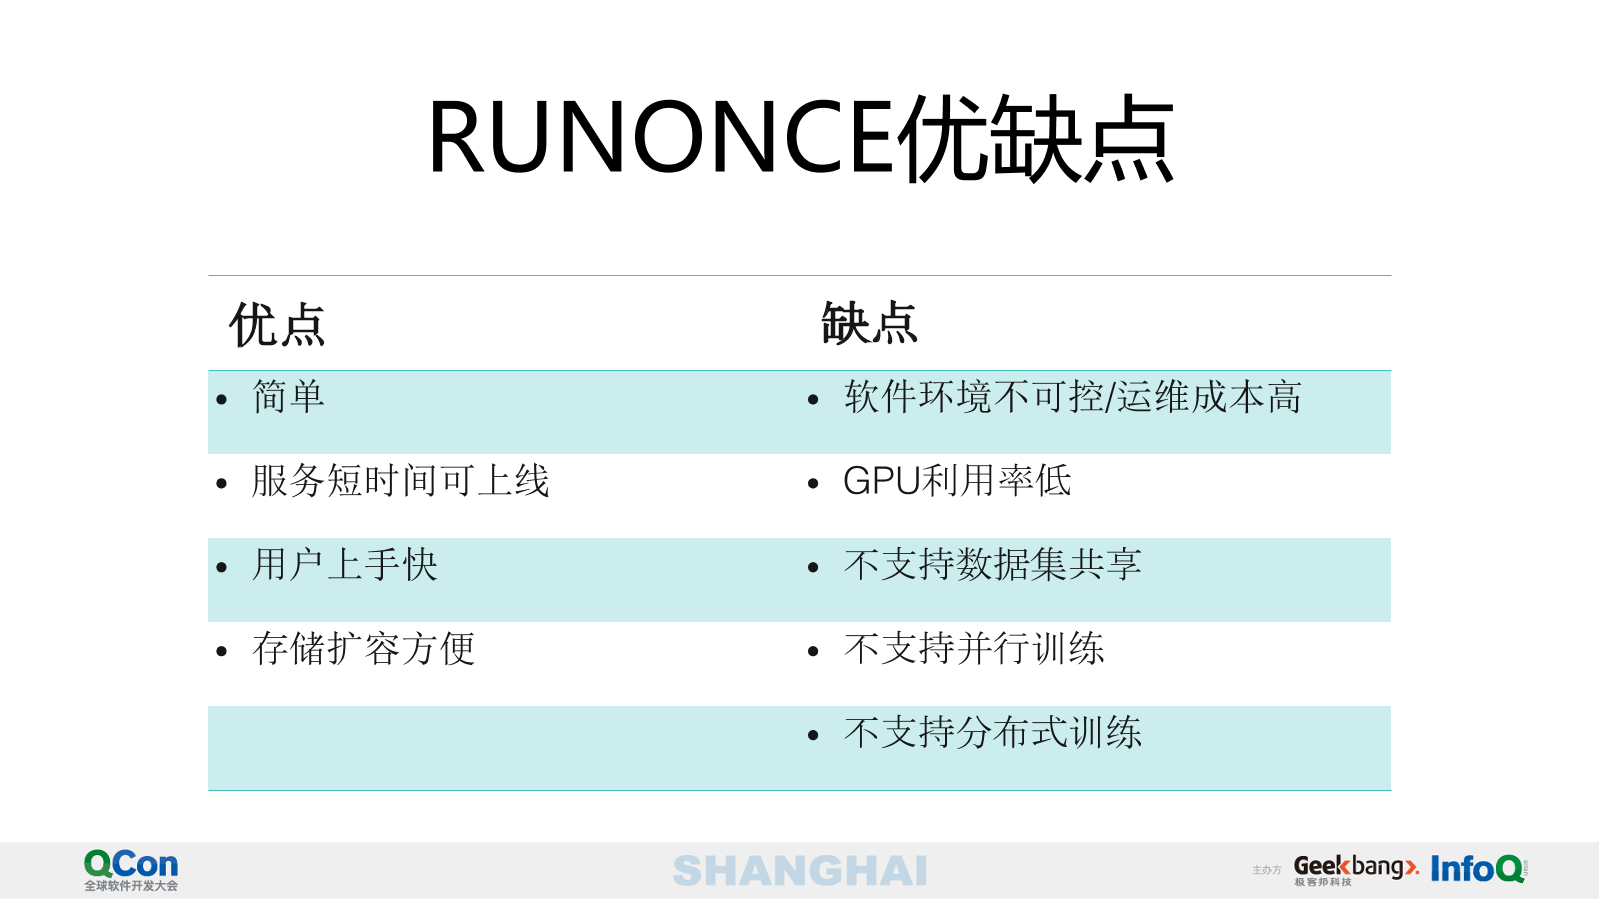 RUNONCE优缺点
优点 缺点
• 简单 • 软件环境不可控/运维成本高
• 服务短时间可上线 • GPU利用率低
• 用户上手快 • 不支持数据集共享
• 存储扩容方便 • 不支持并行训练
• 不支持分布式训练
QCon
全球软件开发大会
SHANGHAI
主办方 Geekbang
极客邦科技
InfoQ